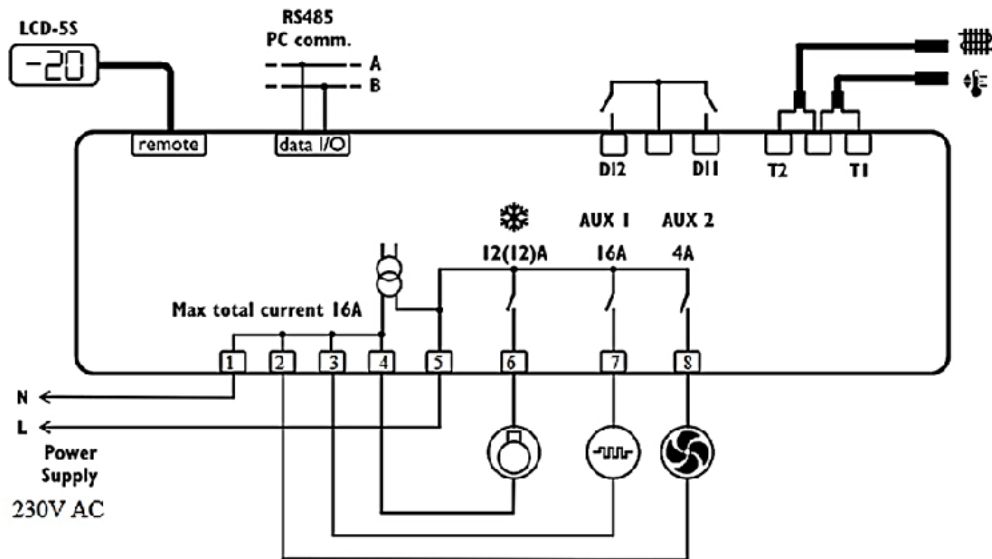 LCD-5S
-20
RS485
PC comm.
A
B
remote
data I/O
DI2
DI1
T2
T1
AUX 1
AUX 2
12(12)A
16A
4A
Max total current 16A
1
2
3
4
5
6
7
8
N
L
Power
Supply
230V AC